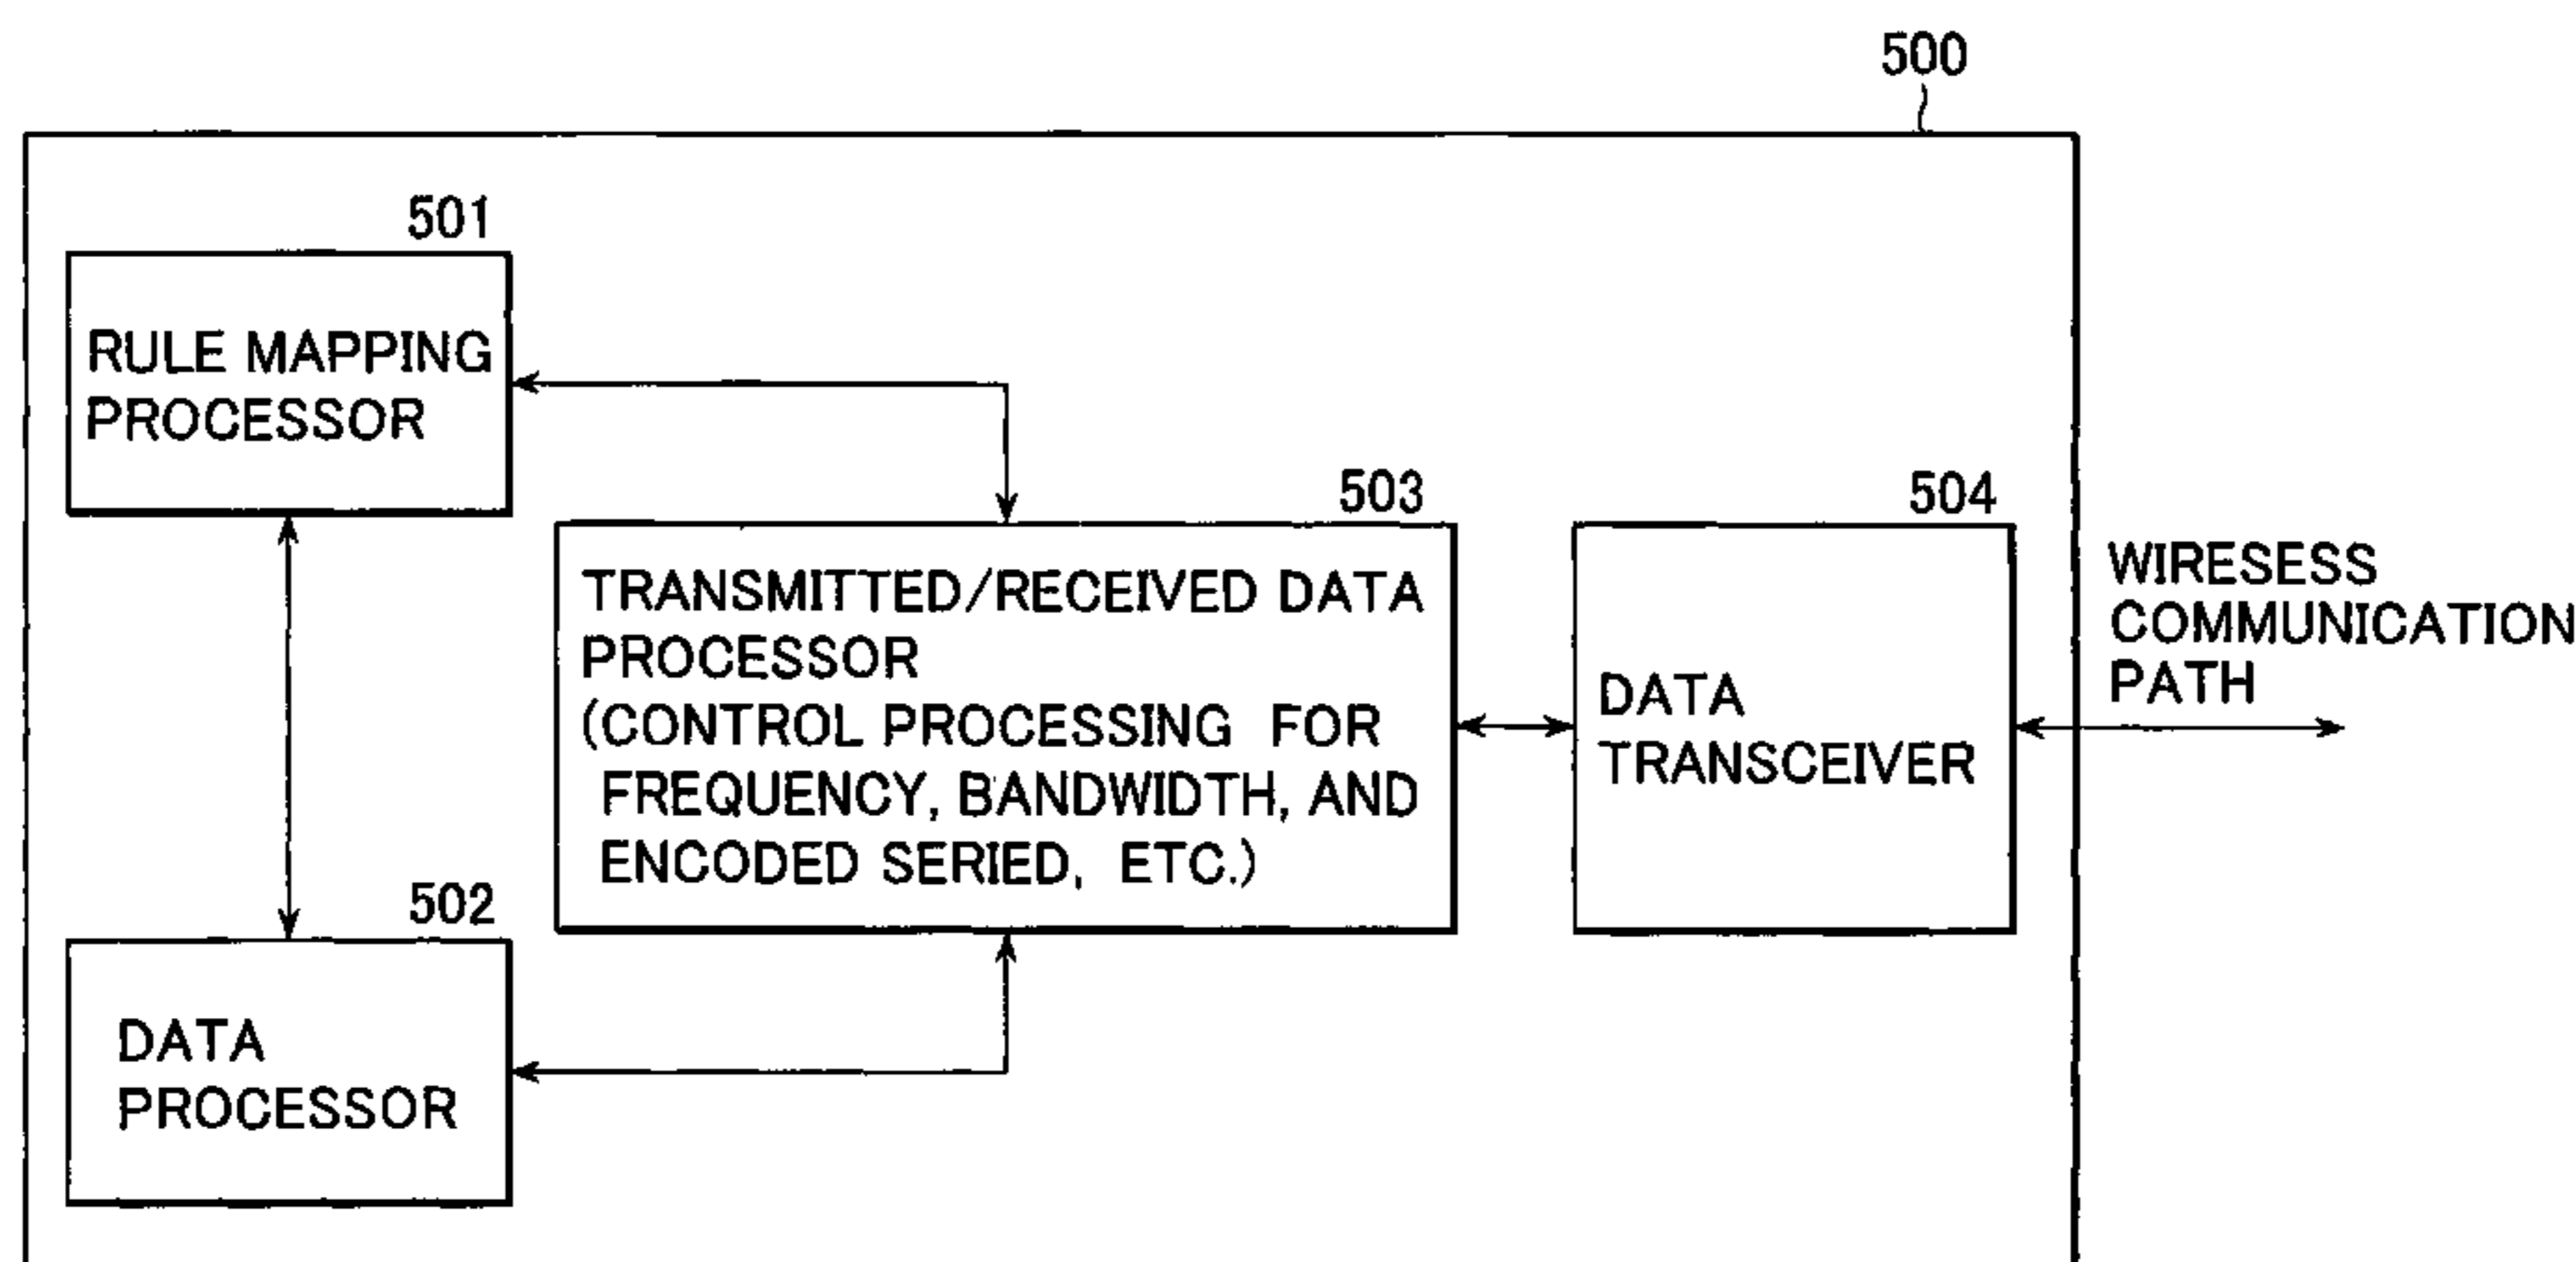 500
501
RULE MAPPING
PROCESSOR
503
TRANSMITTED/RECEIVED DATA
PROCESSOR
(CONTROL PROCESSING FOR
FREQUENCY, BANDWIDTH, AND
ENCODED SERIED, ETC.)
504
DATA
TRANSCEIVER
WIRESESS
COMMUNICATION
PATH
502
DATA
PROCESSOR